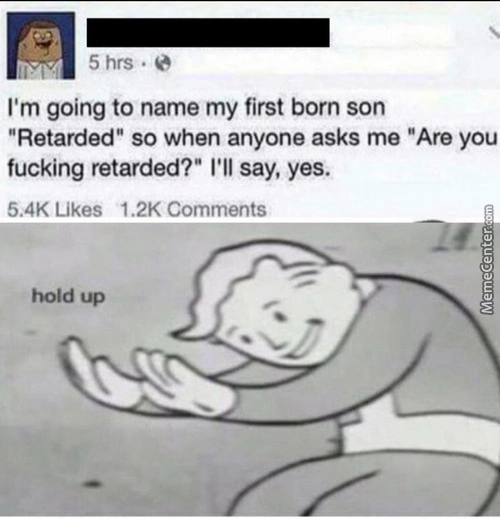 5 hrs ·
I'm going to name my first born son
"Retarded" so when anyone asks me "Are you
fucking retarded?" I'll say, yes.
5.4K Likes 1.2K Comments
hold up
MemeCenter.com